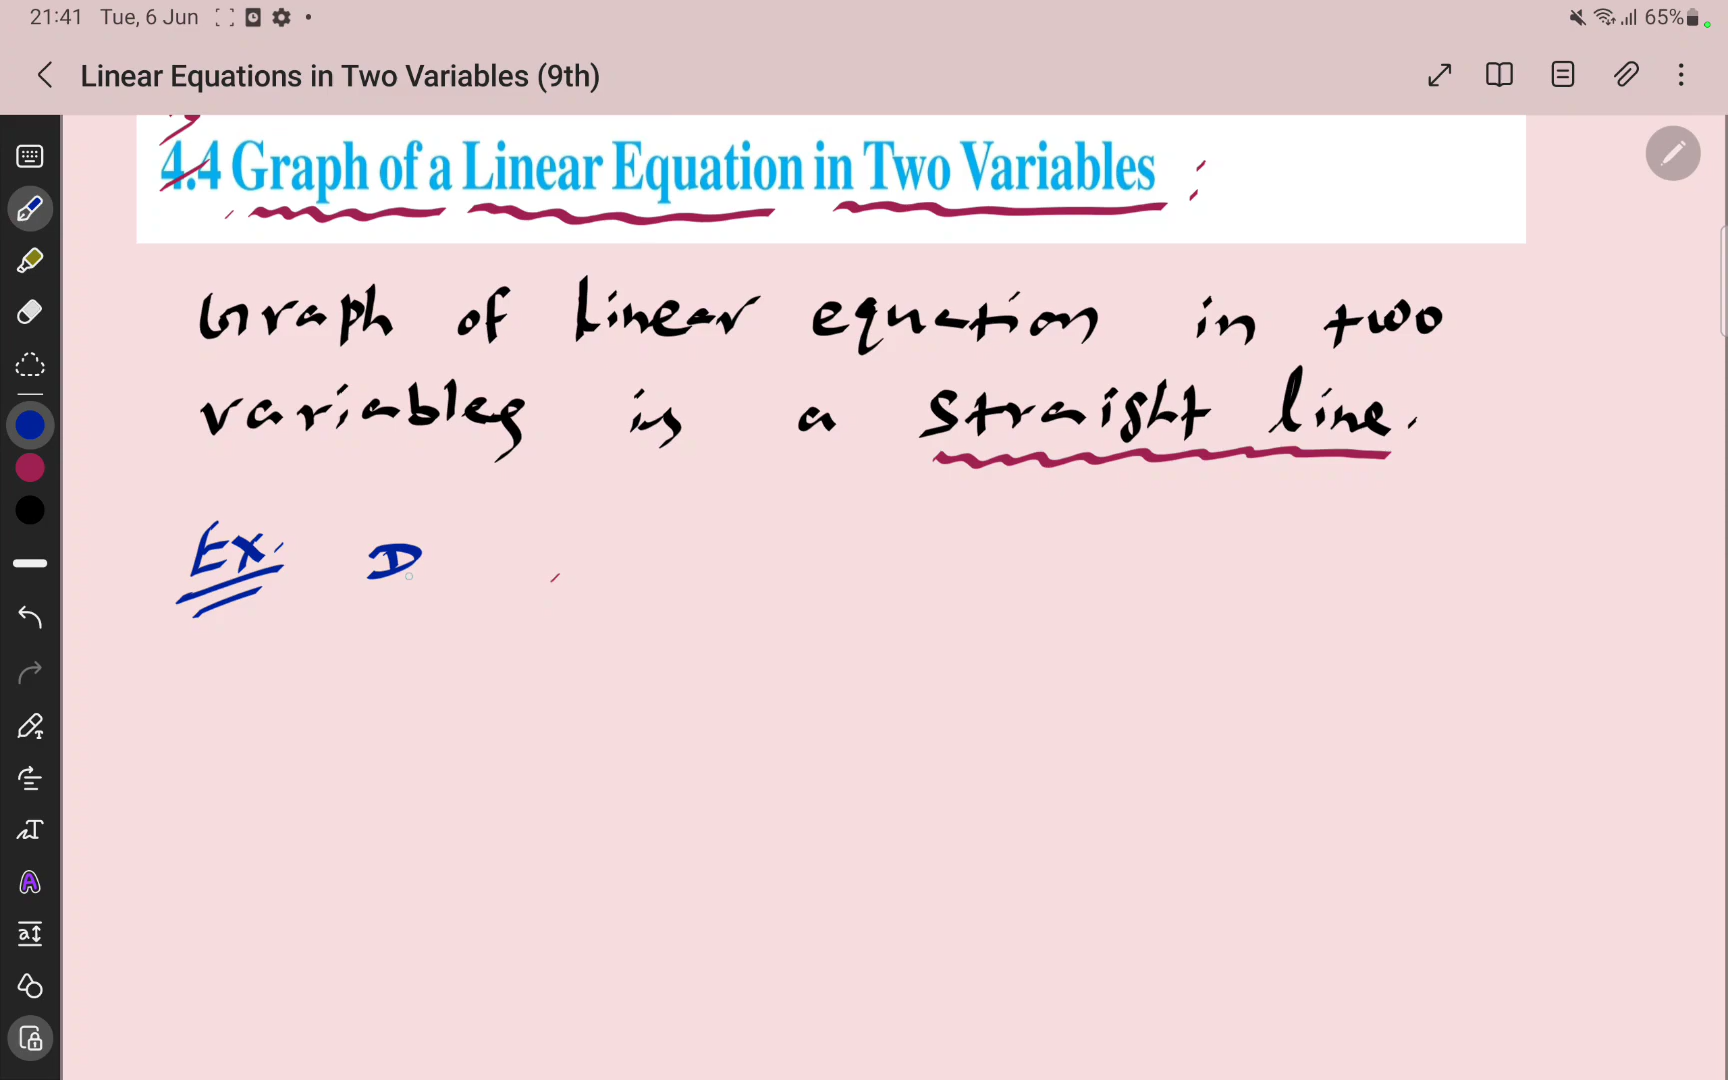 21:41 Tue, 6 Jun 65%
Linear Equations in Two Variables (9th)
4.4 Graph of a Linear Equation in Two Variables :
Graph of linear equation in two
variables is a straight line.
Ex. D